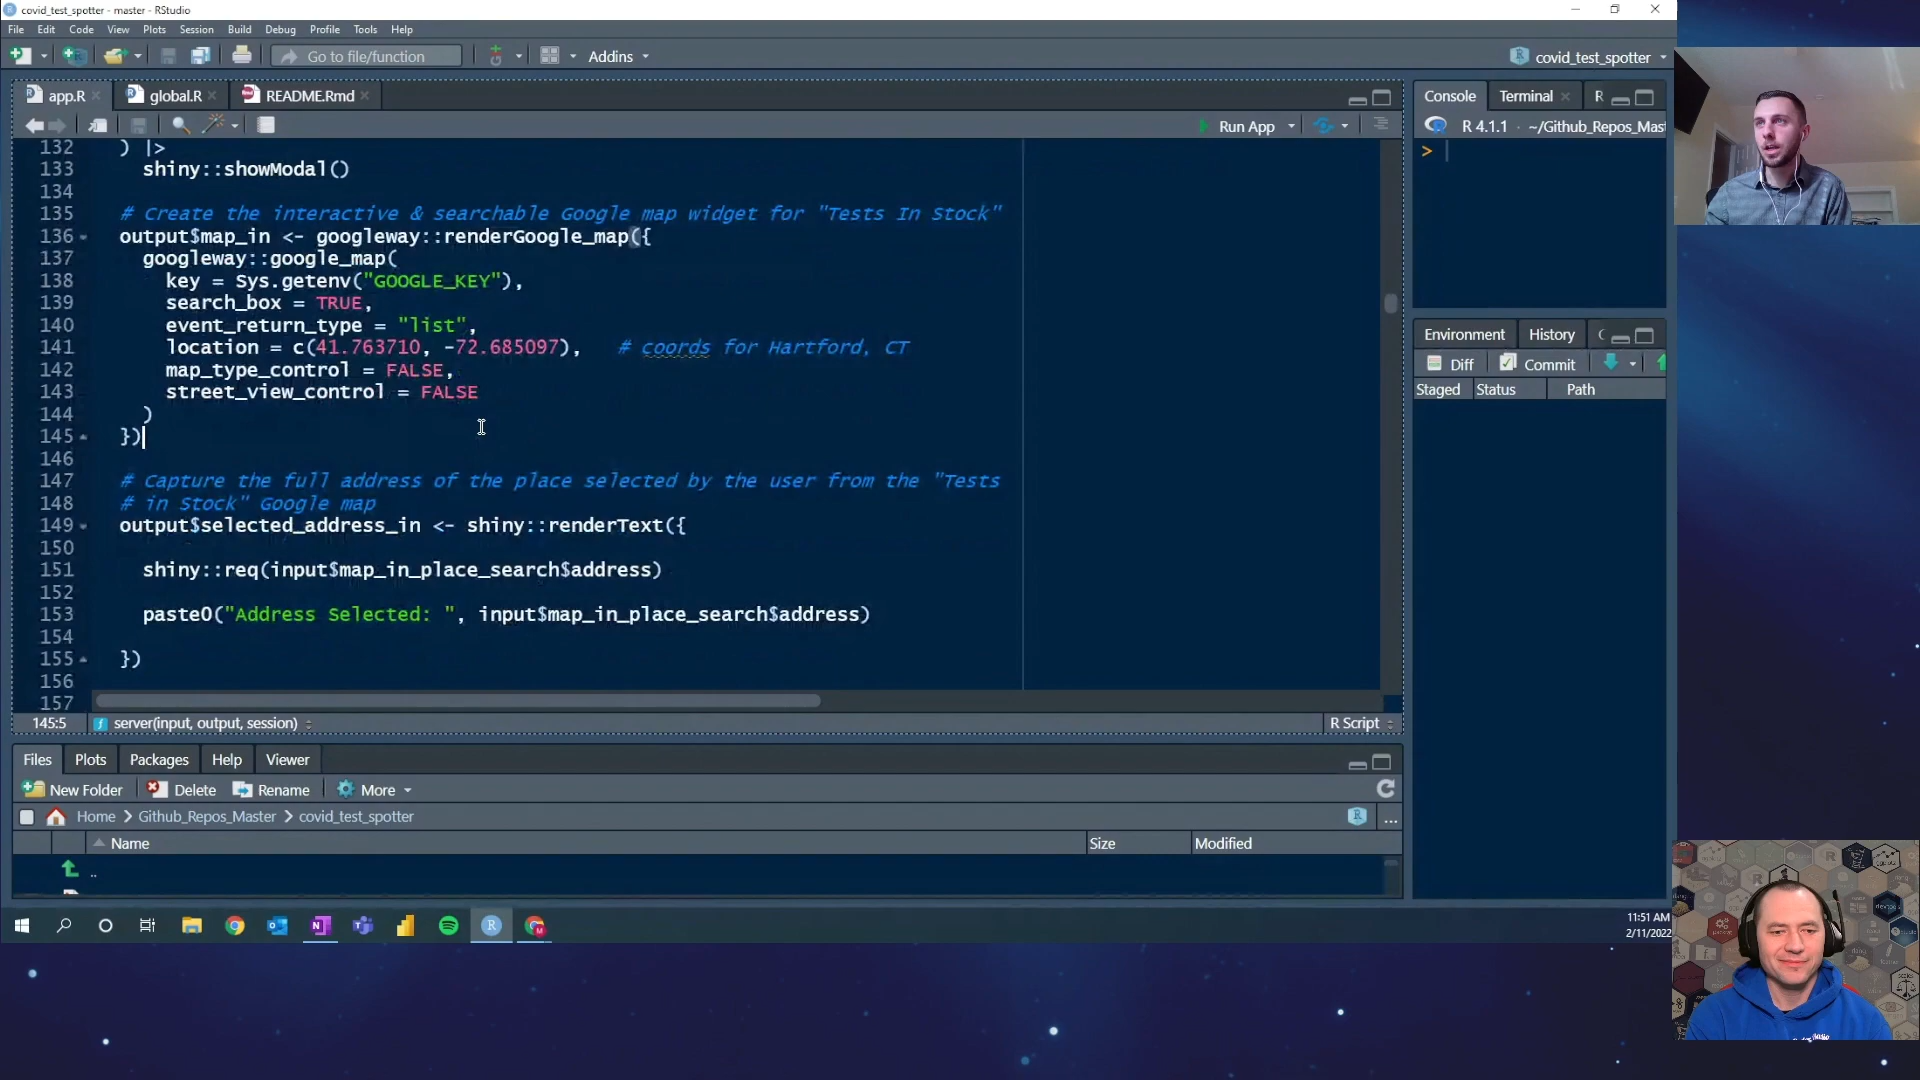 covid_test_spotter - master - RStudio
File Edit Code View Plots Session Build Debug Profile Tools Help
Go to file/function Addins covid_test_spotter
app.R global.R README.Rmd
Run App
132 ) |>
133 shiny::showModal()
134
135 # Create the interactive & searchable Google map widget for "Tests In Stock"
136 output$map_in <- googleway::renderGoogle_map({
137 googleway::google_map(
138 key = Sys.getenv("GOOGLE_KEY"),
139 search_box = TRUE,
140 event_return_type = "list",
141 location = c(41.763710, -72.685097), # coords for Hartford, CT
142 map_type_control = FALSE,
143 street_view_control = FALSE
144 )
145 })
146
147 # Capture the full address of the place selected by the user from the "Tests
148 # in Stock" Google map
149 output$selected_address_in <- shiny::renderText({
150
151 shiny::req(input$map_in_place_search$address)
152
153 paste0("Address Selected: ", input$map_in_place_search$address)
154
155 })
156
157
145:5 server(input, output, session) R Script
Console Terminal R
R 4.1.1 · ~/Github_Repos_Mast
>
Environment History
Diff Commit
Staged Status Path
Files Plots Packages Help Viewer
New Folder Delete Rename More
Home > Github_Repos_Master > covid_test_spotter ...
Name Size Modified
..
11:51 AM
2/11/2022